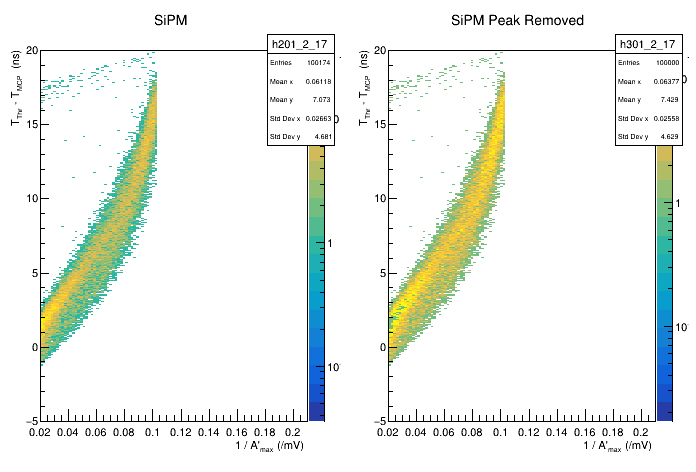 SiPM
h201_2_17
Entries 100174
Mean x 0.06118
Mean y 7.073
Std Dev x 0.02663
Std Dev y 4.681
T_Thr - T_MCP (ns)
20
15
10
5
0
−5
0.02 0.04 0.06 0.08 0.1 0.12 0.14 0.16 0.18 0.2
1 / A'_max (/mV)
1
10
SiPM Peak Removed
h301_2_17
Entries 100000
Mean x 0.06377
Mean y 7.429
Std Dev x 0.02558
Std Dev y 4.629
T_Thr - T_MCP (ns)
20
15
10
5
0
−5
0.02 0.04 0.06 0.08 0.1 0.12 0.14 0.16 0.18 0.2
1 / A'_max (/mV)
1
10